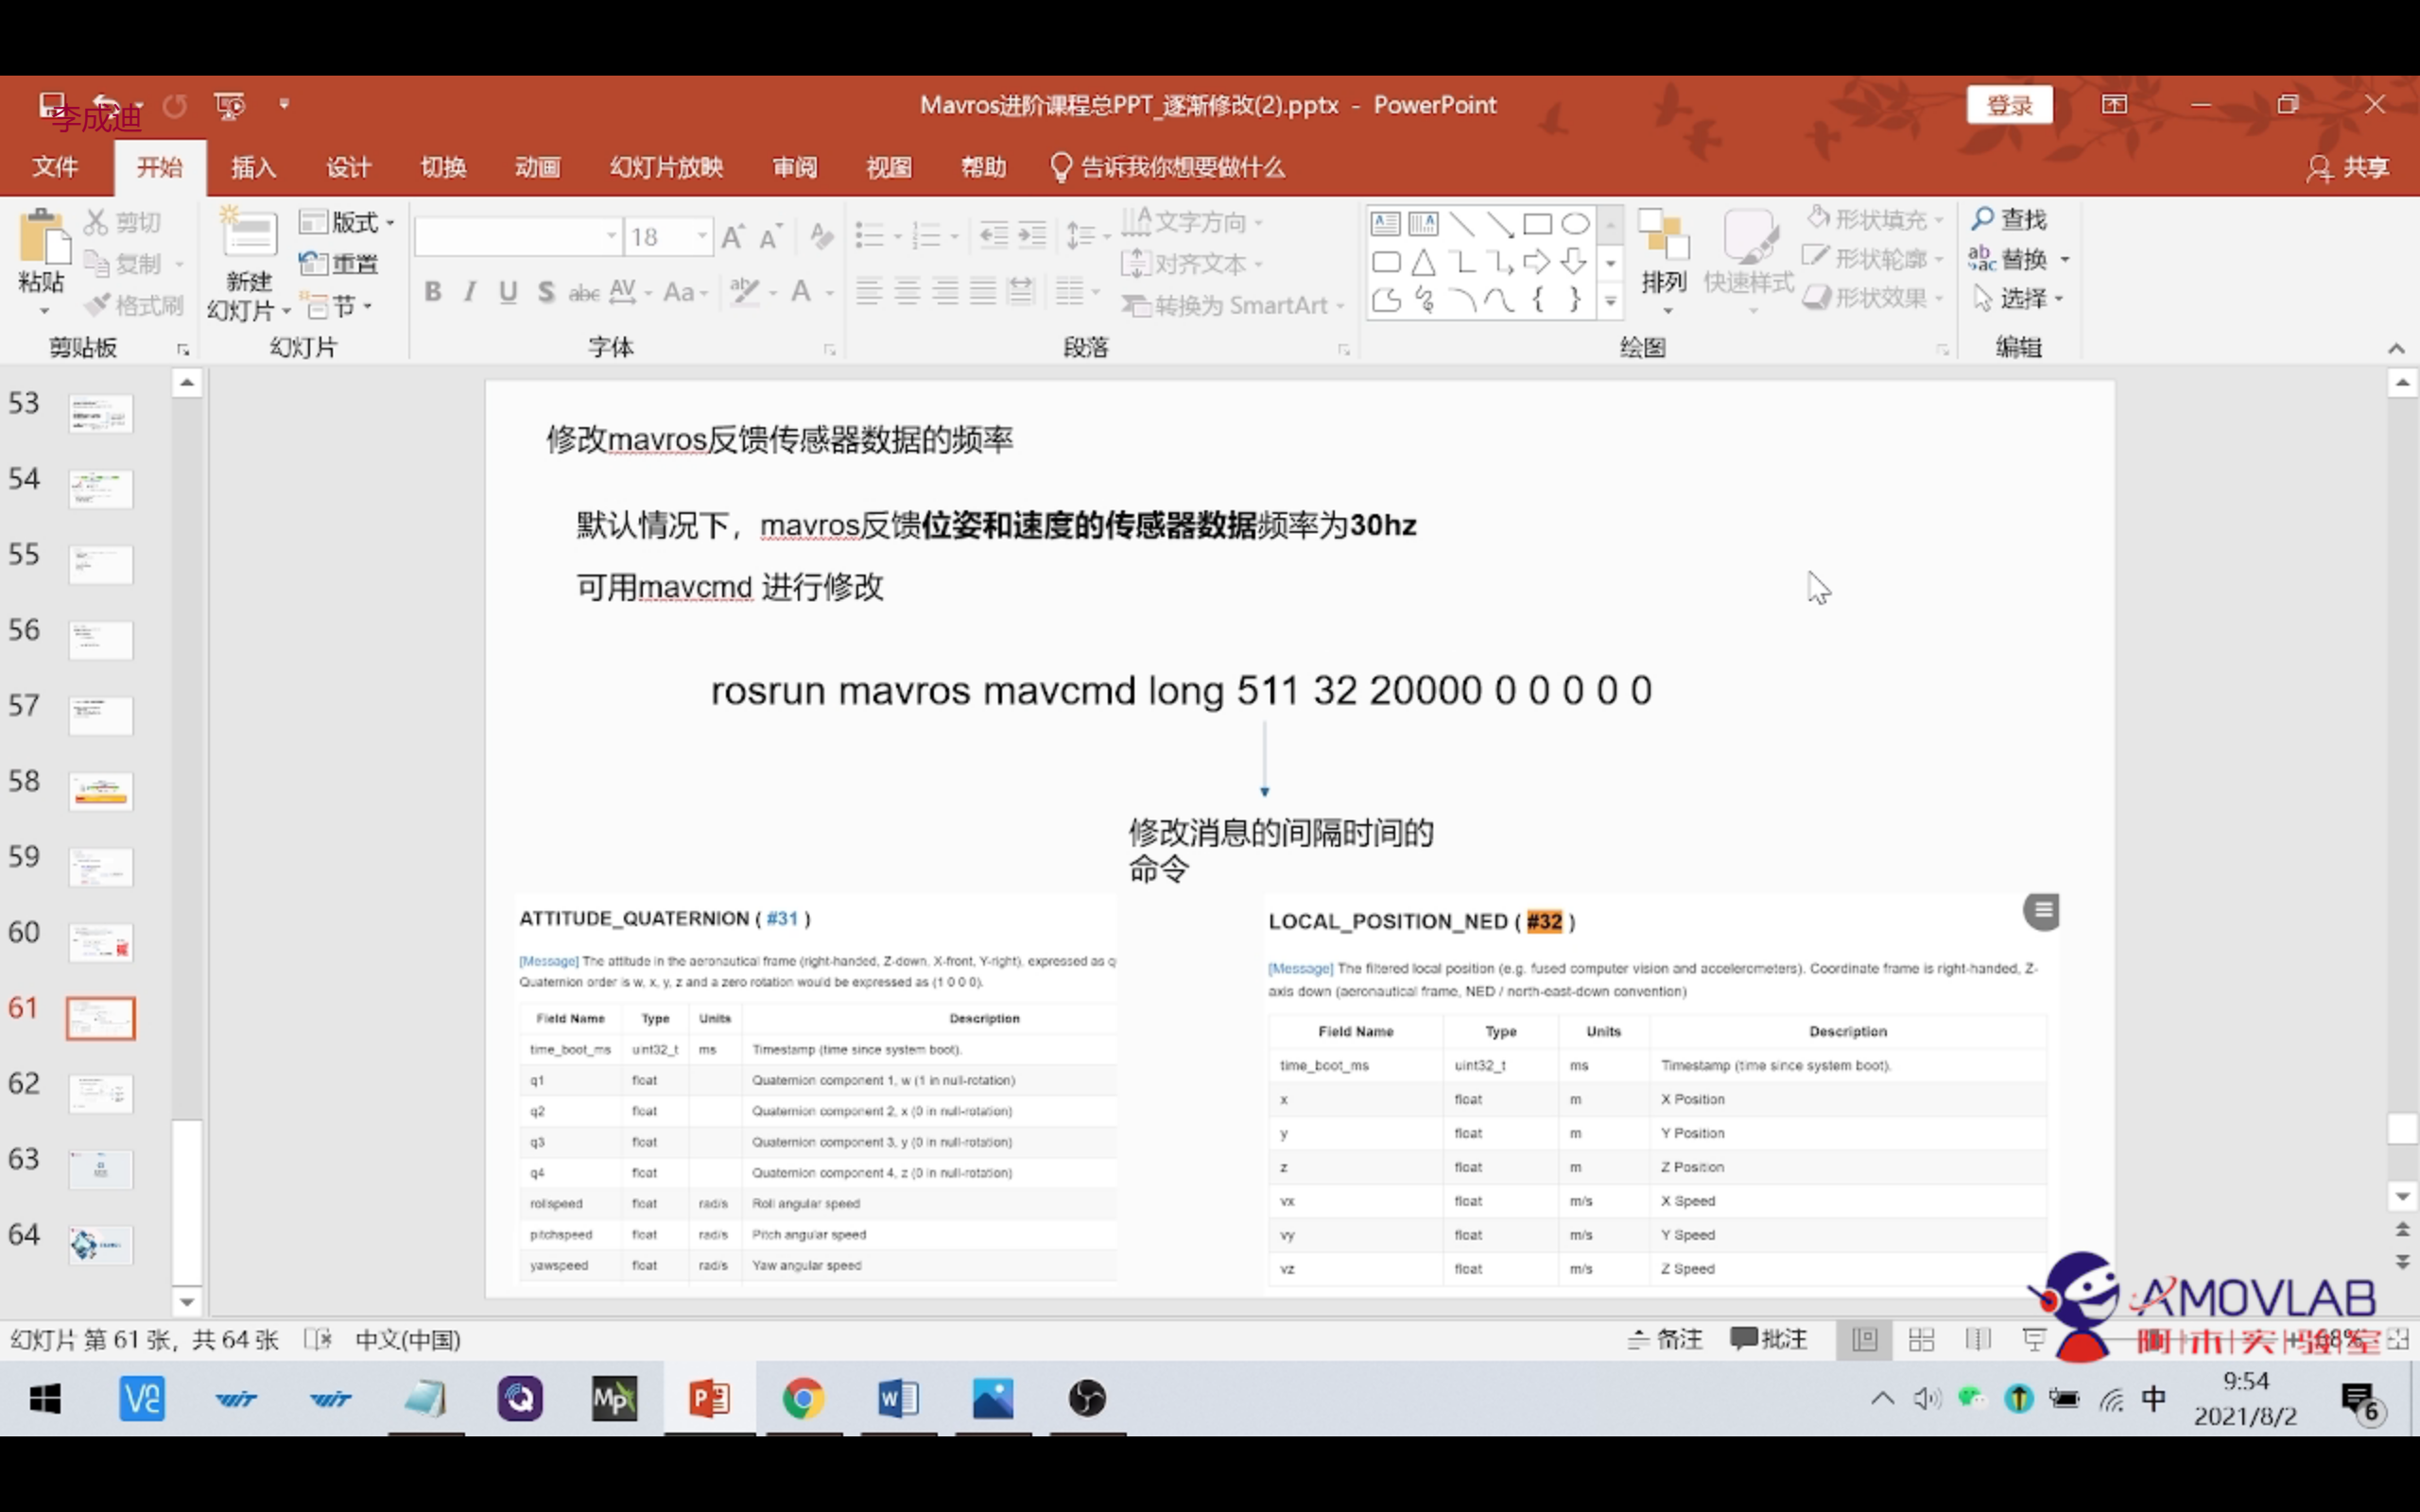 李成迪
Mavros进阶课程总PPT_逐渐修改(2).pptx - PowerPoint
登录
文件 开始 插入 设计 切换 动画 幻灯片放映 审阅 视图 帮助 告诉我你想要做什么 共享
粘贴 剪切 复制 格式刷 剪贴板
新建 幻灯片 版式 重置 节 幻灯片
18
B I U S abc AV Aa A 字体
文字方向 对齐文本 转换为 SmartArt 段落
排列 快速样式 形状填充 形状轮廓 形状效果 绘图
查找 替换 选择 编辑
53
54
55
56
57
58
59
60
61
62
63
64
修改mavros反馈传感器数据的频率
默认情况下，mavros反馈位姿和速度的传感器数据频率为30hz
可用mavcmd 进行修改
rosrun mavros mavcmd long 511 32 20000 0 0 0 0 0
修改消息的间隔时间的
命令
ATTITUDE_QUATERNION ( #31 )
[Message] The attitude in the aeronautical frame (right-handed, Z-down, X-front, Y-right), expressed as q
Quaternion order is w, x, y, z and a zero rotation would be expressed as (1 0 0 0).
Field Name Type Units Description
time_boot_ms uint32_t ms Timestamp (time since system boot).
q1 float Quaternion component 1, w (1 in null-rotation)
q2 float Quaternion component 2, x (0 in null-rotation)
q3 float Quaternion component 3, y (0 in null-rotation)
q4 float Quaternion component 4, z (0 in null-rotation)
rollspeed float rad/s Roll angular speed
pitchspeed float rad/s Pitch angular speed
yawspeed float rad/s Yaw angular speed
LOCAL_POSITION_NED ( #32 )
[Message] The filtered local position (e.g. fused computer vision and accelerometers). Coordinate frame is right-handed, Z-
axis down (aeronautical frame, NED / north-east-down convention)
Field Name Type Units Description
time_boot_ms uint32_t ms Timestamp (time since system boot).
x float m X Position
y float m Y Position
z float m Z Position
vx float m/s X Speed
vy float m/s Y Speed
vz float m/s Z Speed
AMOVLAB
阿木实验室
幻灯片 第 61 张，共 64 张 中文(中国) 备注 批注 68%
中
9:54
2021/8/2
6